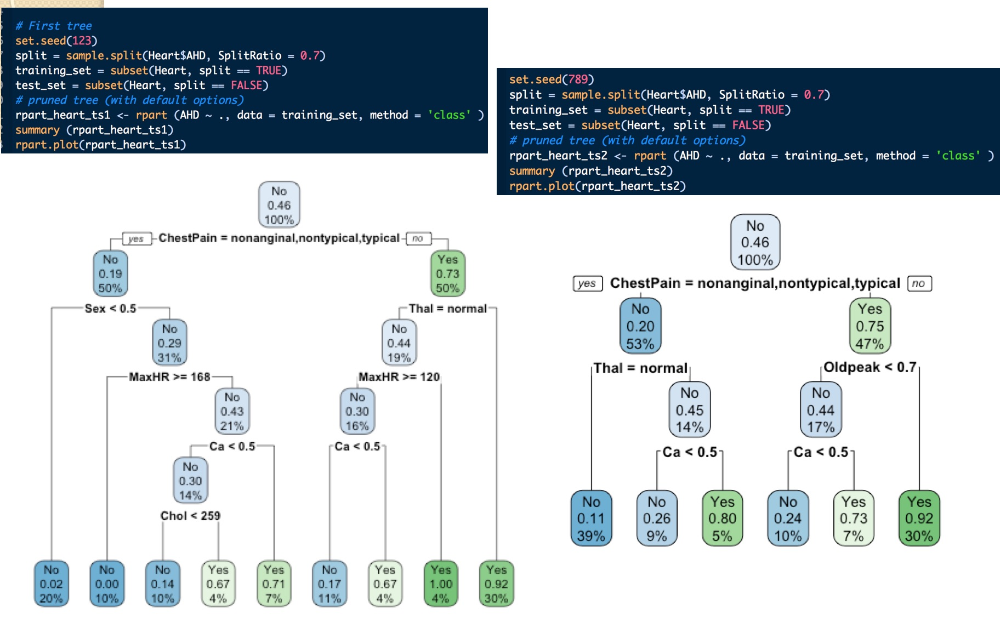 # First tree
set.seed(123)
split = sample.split(Heart$AHD, SplitRatio = 0.7)
training_set = subset(Heart, split == TRUE)
test_set = subset(Heart, split == FALSE)
# pruned tree (with default options)
rpart_heart_ts1 <- rpart (AHD ~ ., data = training_set, method = 'class' )
summary (rpart_heart_ts1)
rpart.plot(rpart_heart_ts1)
set.seed(789)
split = sample.split(Heart$AHD, SplitRatio = 0.7)
training_set = subset(Heart, split == TRUE)
test_set = subset(Heart, split == FALSE)
# pruned tree (with default options)
rpart_heart_ts2 <- rpart (AHD ~ ., data = training_set, method = 'class' )
summary (rpart_heart_ts2)
rpart.plot(rpart_heart_ts2)
No
0.46
100%
yes ChestPain = nonanginal,nontypical,typical no
No
0.19
50%
Yes
0.73
50%
Sex < 0.5
Thal = normal
No
0.29
31%
No
0.44
19%
MaxHR >= 168
MaxHR >= 120
No
0.43
21%
No
0.30
16%
Ca < 0.5
Ca < 0.5
No
0.30
14%
Chol < 259
No
0.02
20%
No
0.00
10%
No
0.14
10%
Yes
0.67
4%
Yes
0.71
7%
No
0.17
11%
Yes
0.67
4%
Yes
1.00
4%
Yes
0.92
30%
No
0.46
100%
yes ChestPain = nonanginal,nontypical,typical no
No
0.20
53%
Yes
0.75
47%
Thal = normal
Oldpeak < 0.7
No
0.45
14%
No
0.44
17%
Ca < 0.5
Ca < 0.5
No
0.11
39%
No
0.26
9%
Yes
0.80
5%
No
0.24
10%
Yes
0.73
7%
Yes
0.92
30%